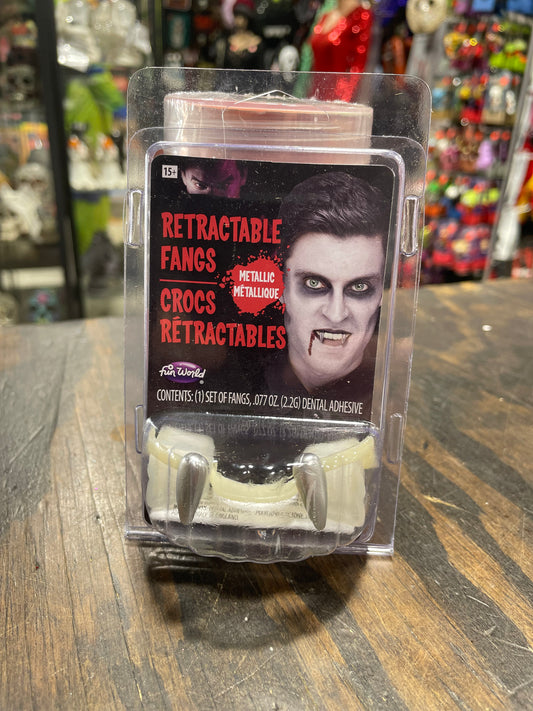 15+
RETRACTABLE
FANGS
METALLIC
MÉTALLIQUE
CROCS
RÉTRACTABLES
fun World®
CONTENTS: (1) SET OF FANGS, .077 OZ. (2.2G) DENTAL ADHESIVE